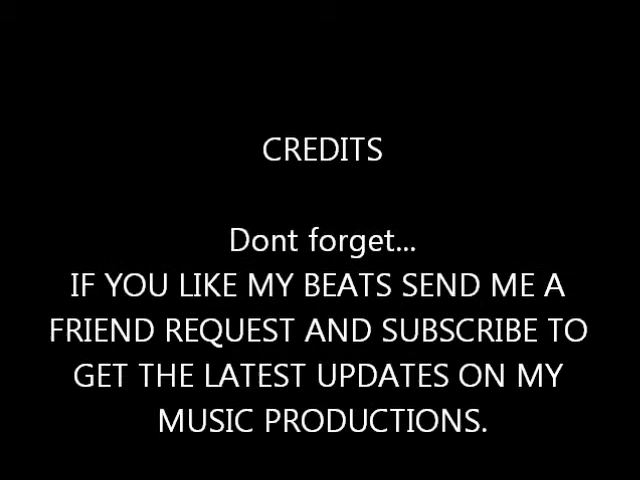 CREDITS
Dont forget...
IF YOU LIKE MY BEATS SEND ME A
FRIEND REQUEST AND SUBSCRIBE TO
GET THE LATEST UPDATES ON MY
MUSIC PRODUCTIONS.